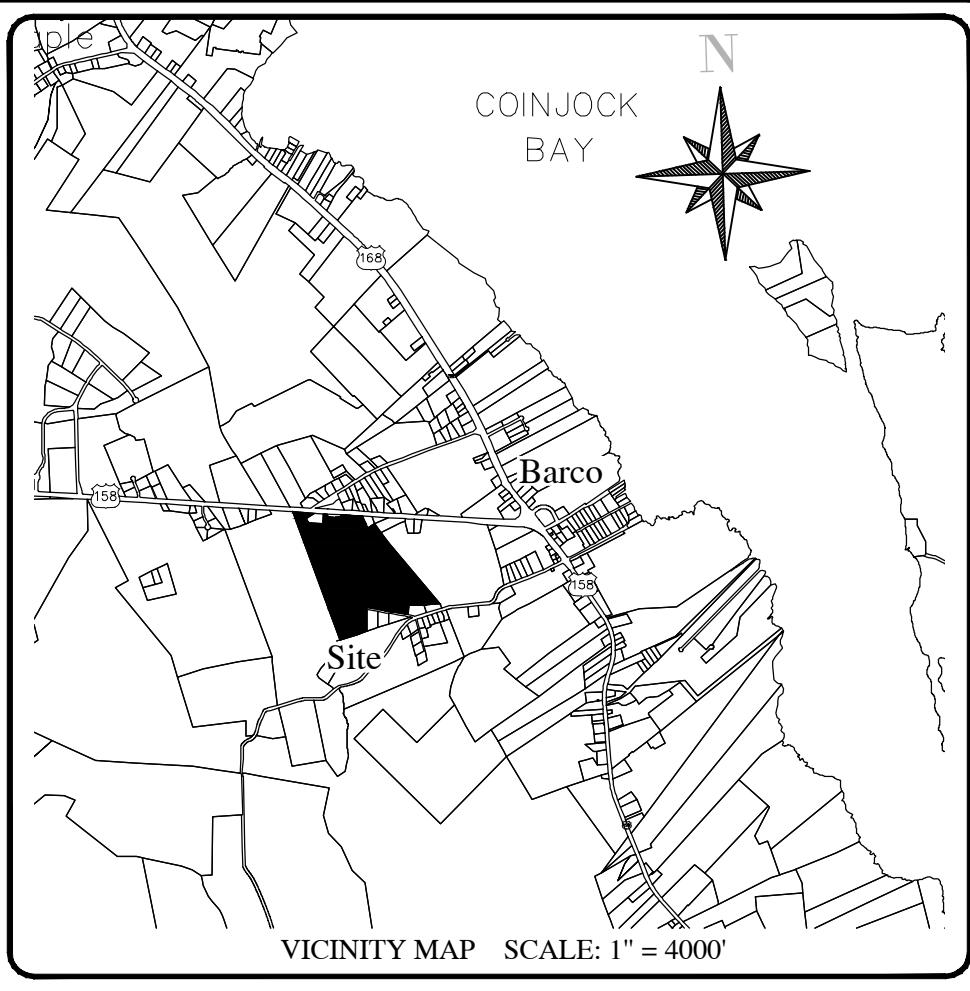 N
COINJOCK
BAY
168
Barco
158
158
Site
VICINITY MAP SCALE: 1" = 4000'